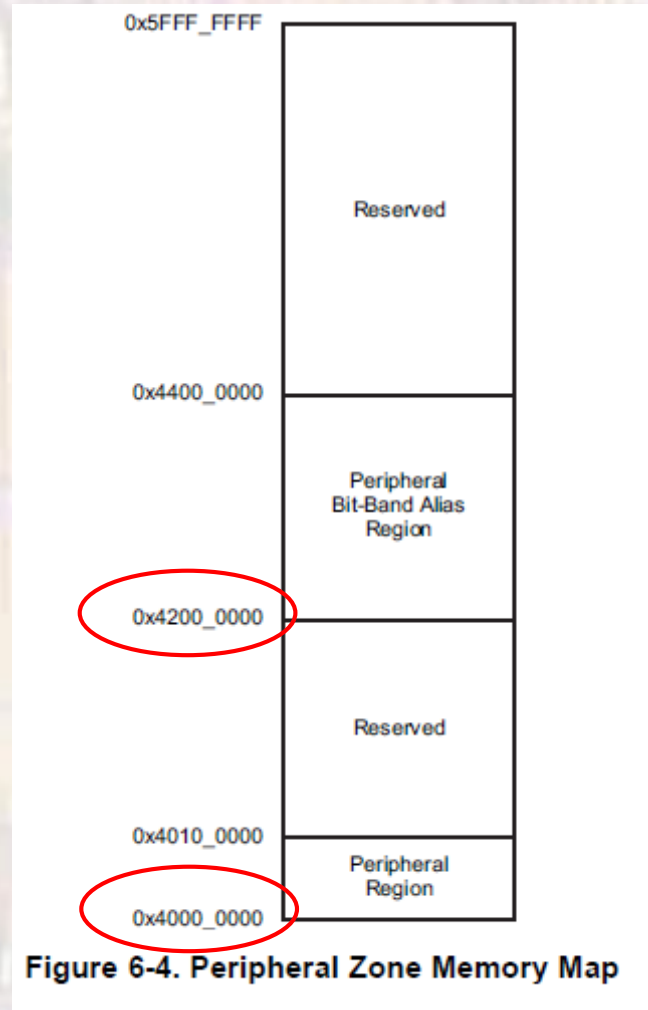 0x5FFF_FFFF
Reserved
0x4400_0000
Peripheral
Bit-Band Alias
Region
0x4200_0000
Reserved
0x4010_0000
Peripheral
Region
0x4000_0000
Figure 6-4. Peripheral Zone Memory Map